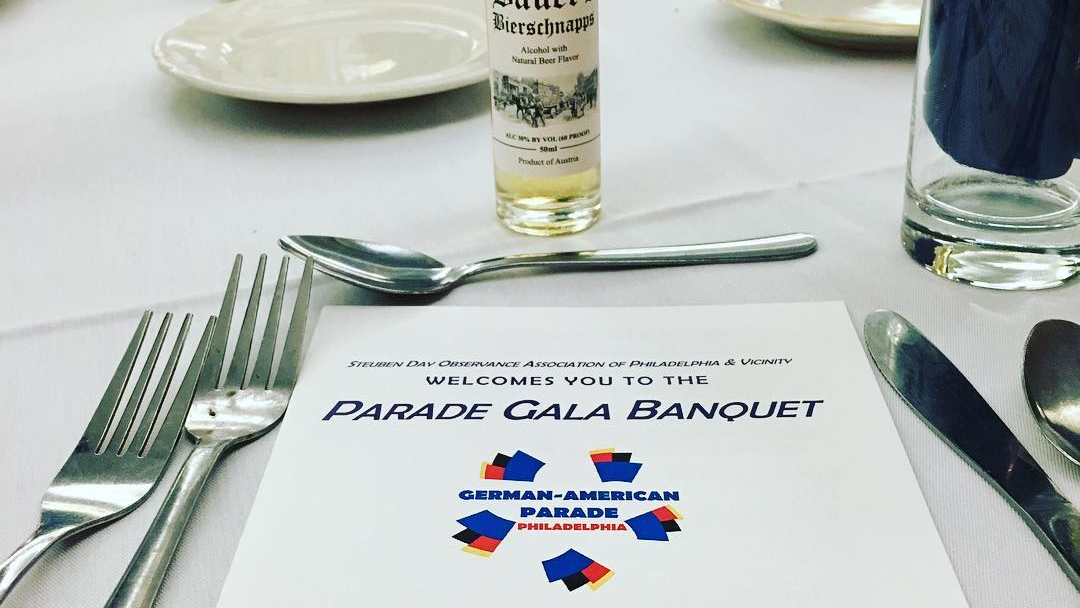 Bierschnapps
Alcohol with
Natural Beer Flavor
ALC 30% BY VOL (60 PROOF)
50ml
Product of Austria
STEUBEN DAY OBSERVANCE ASSOCIATION OF PHILADELPHIA & VICINITY
WELCOMES YOU TO THE
PARADE GALA BANQUET
GERMAN-AMERICAN
PARADE
PHILADELPHIA